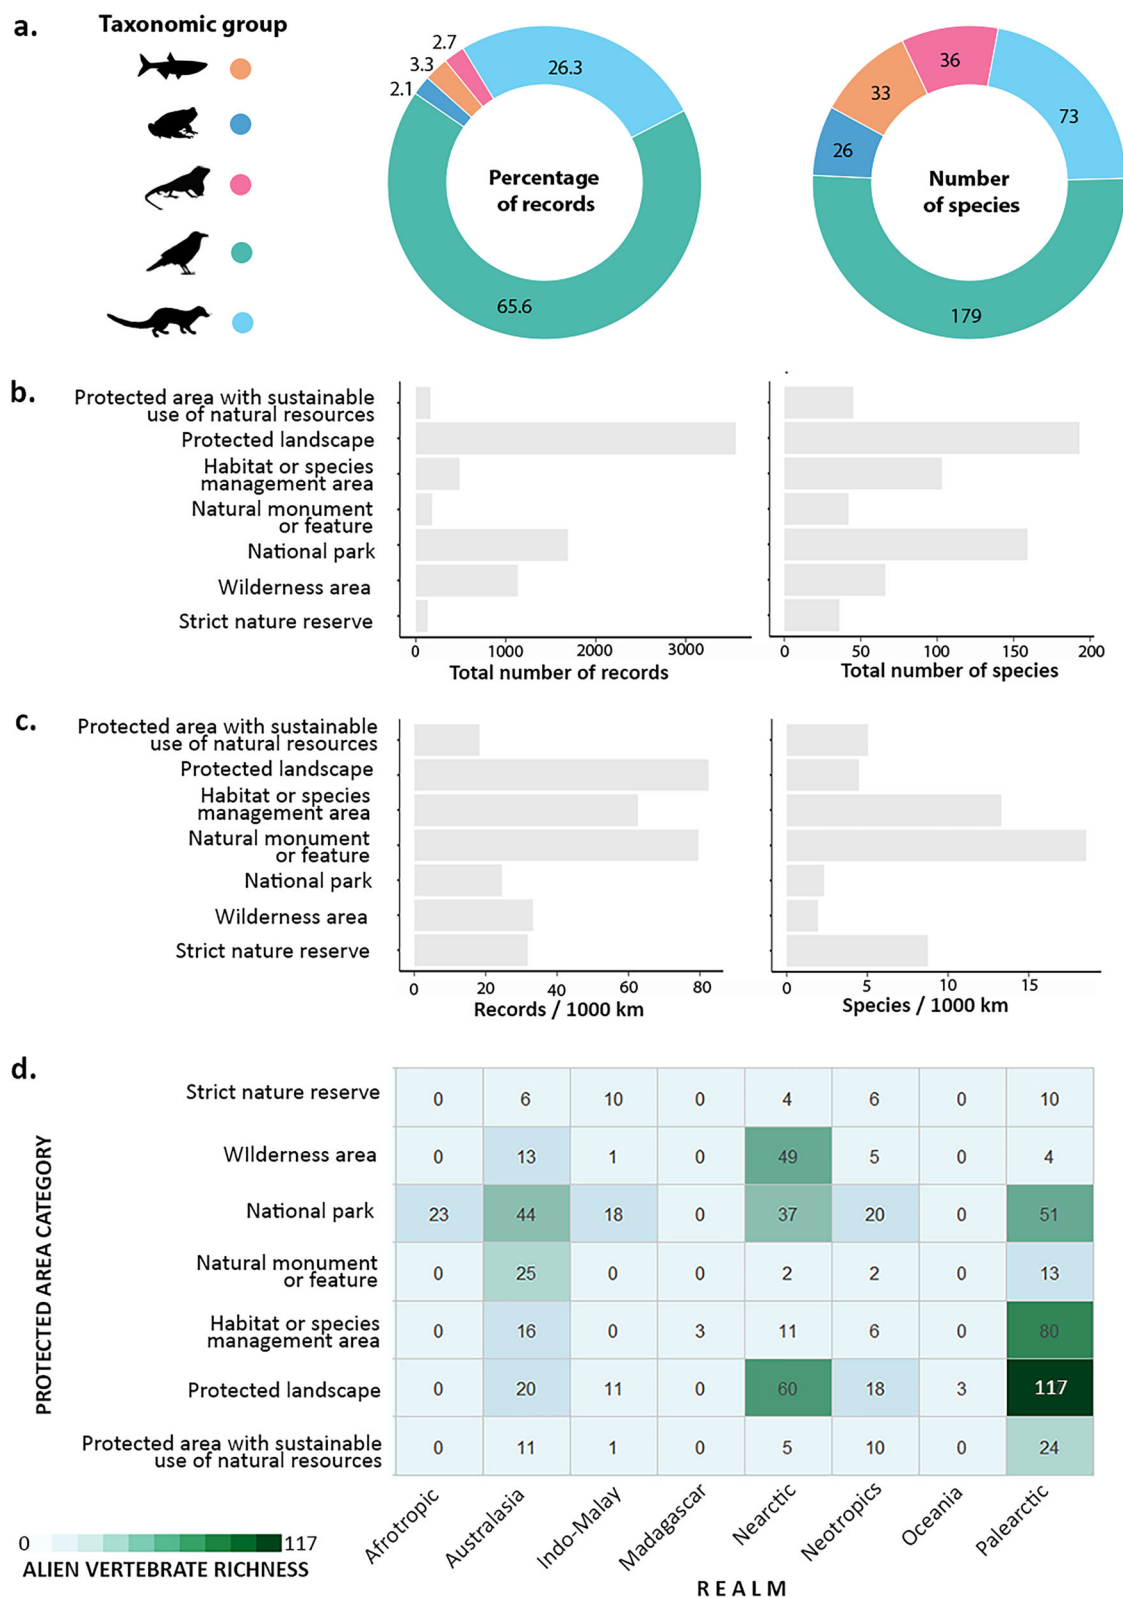 a.
Taxonomic group
2.7
3.3
2.1
26.3
65.6
Percentage
of records
36
33
26
73
179
Number
of species
b.
Protected area with sustainable
use of natural resources
Protected landscape
Habitat or species
management area
Natural monument
or feature
National park
Wilderness area
Strict nature reserve
0 1000 2000 3000
Total number of records
0 50 100 150 200
Total number of species
c.
Protected area with sustainable
use of natural resources
Protected landscape
Habitat or species
management area
Natural monument
or feature
National park
Wilderness area
Strict nature reserve
0 20 40 60 80
Records / 1000 km
0 5 10 15
Species / 1000 km
d.
PROTECTED AREA CATEGORY
Strict nature reserve
0 6 10 0 4 6 0 10
WIlderness area
0 13 1 0 49 5 0 4
National park
23 44 18 0 37 20 0 51
Natural monument
or feature
0 25 0 0 2 2 0 13
Habitat or species
management area
0 16 0 3 11 6 0 80
Protected landscape
0 20 11 0 60 18 3 117
Protected area with sustainable
use of natural resources
0 11 1 0 5 10 0 24
Afrotropic
Australasia
Indo-Malay
Madagascar
Nearctic
Neotropics
Oceania
Palearctic
REALM
0 117
ALIEN VERTEBRATE RICHNESS